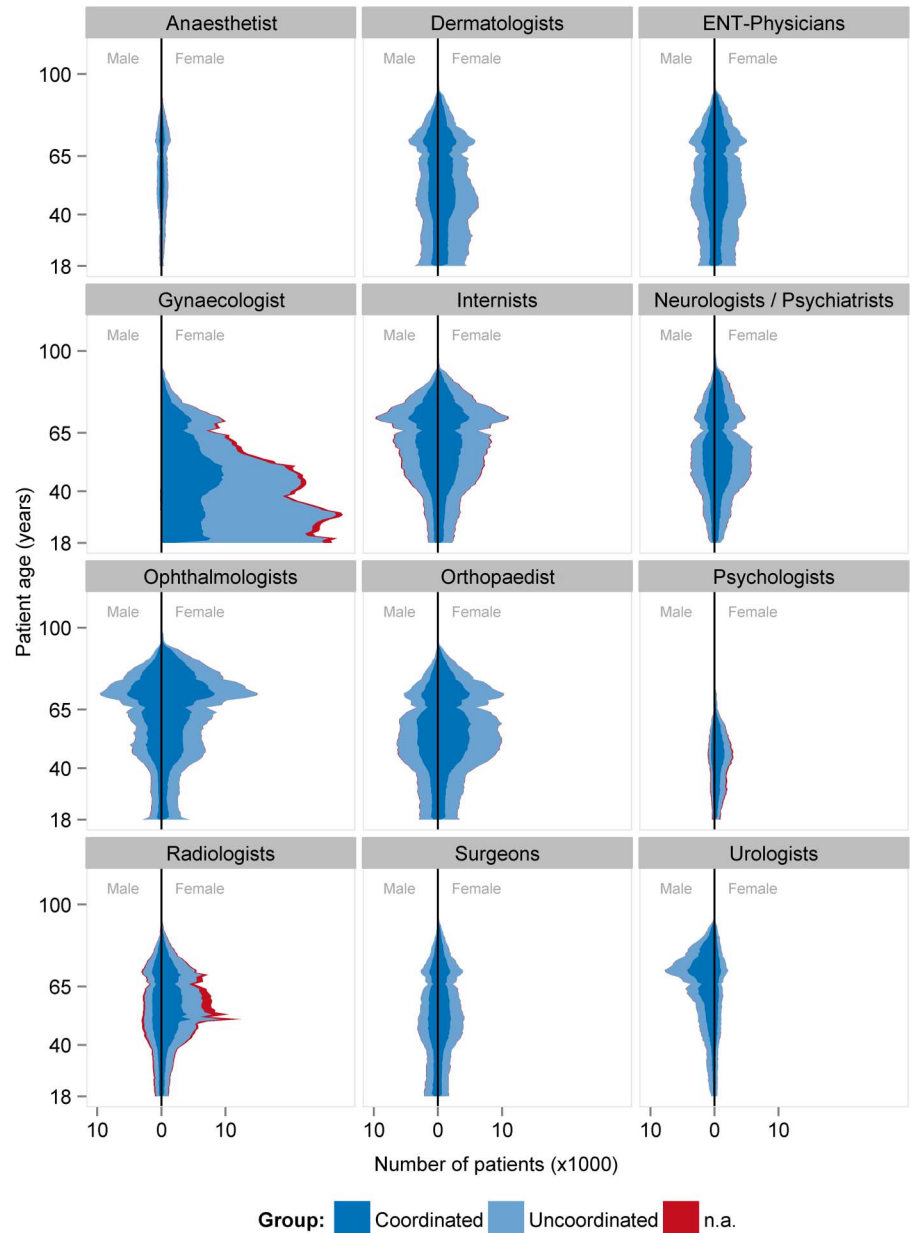 Anaesthetist Dermatologists ENT-Physicians
Male Female Male Female Male Female
100
65
40
18
Gynaecologist Internists Neurologists / Psychiatrists
Male Female Male Female Male Female
100
65
40
18
Ophthalmologists Orthopaedist Psychologists
Male Female Male Female Male Female
100
65
40
18
Radiologists Surgeons Urologists
Male Female Male Female Male Female
100
65
40
18
Patient age (years)
10 0 10 10 0 10 10 0 10
Number of patients (x1000)
Group: Coordinated Uncoordinated n.a.